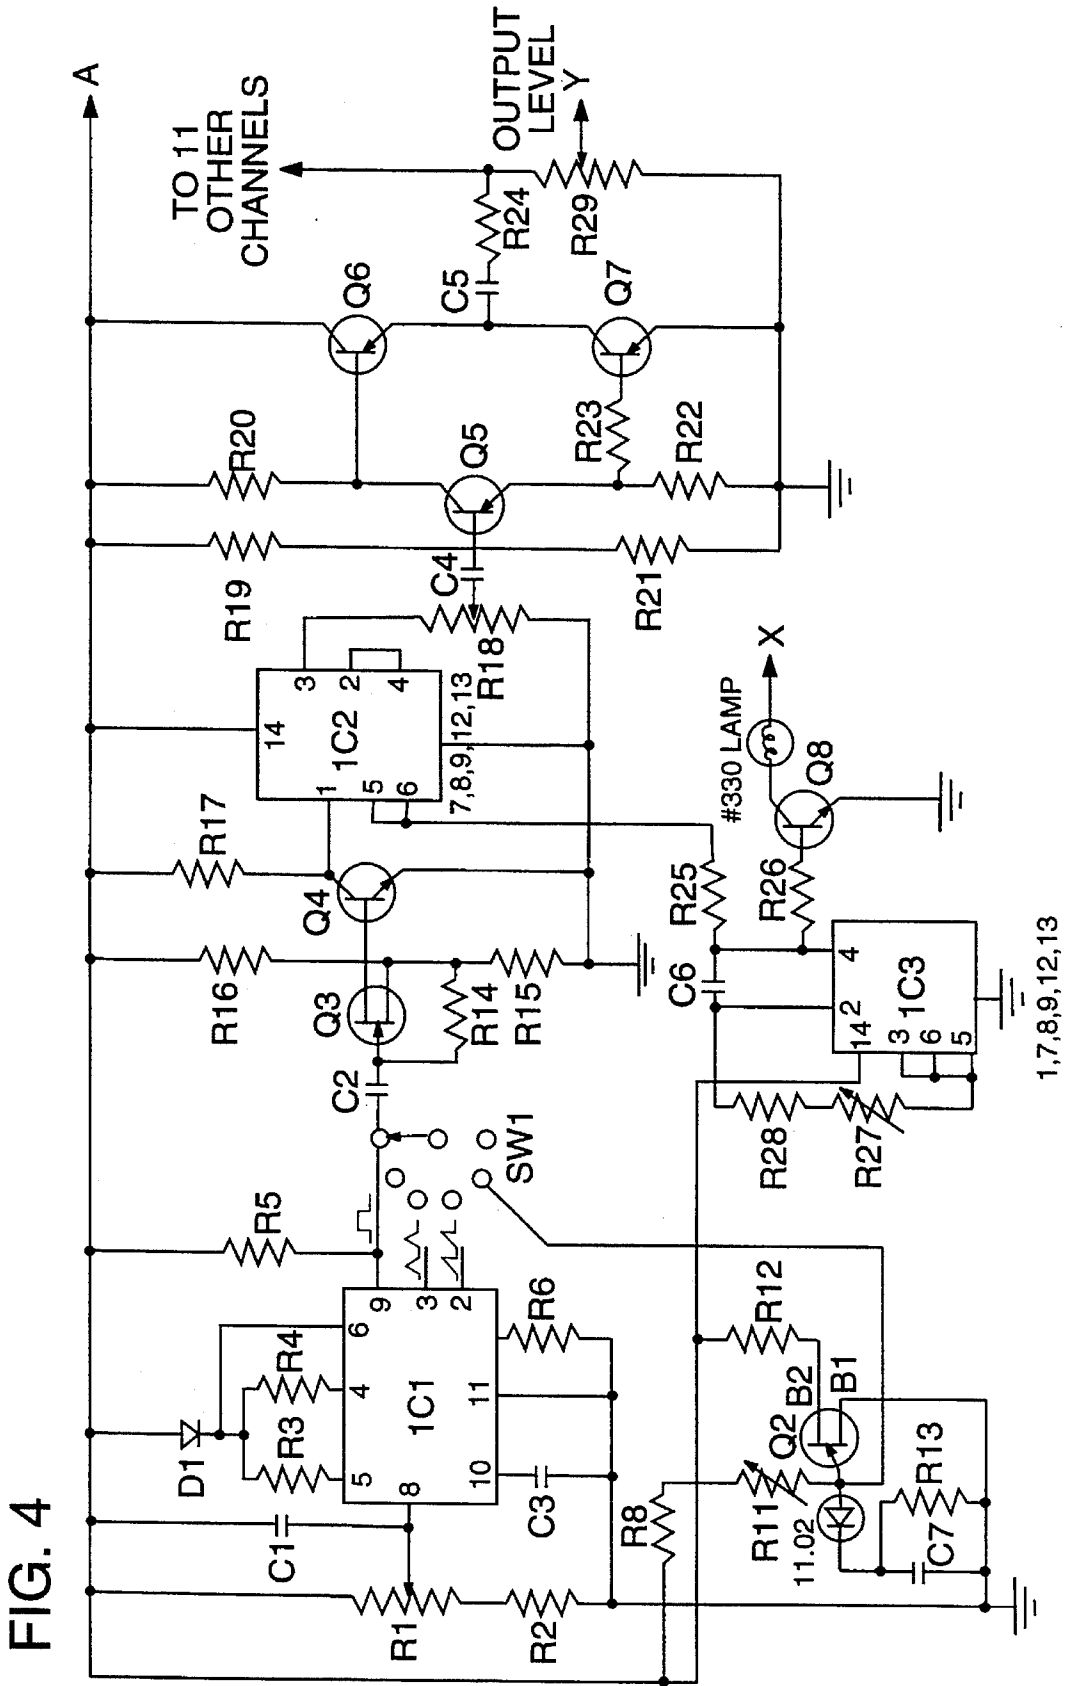 FIG. 4
A
TO 11
OTHER
CHANNELS
OUTPUT
LEVEL
Y
R1
R2
C1
D1
R3
R4
5
4
6
8
1C1
9
3
2
10
11
C3
R6
R5
SW1
C2
R16
Q3
R14
R15
Q4
R17
1
14
1C2
5
6
3
2
4
7,8,9,12,13
R18
C4
R19
R20
Q5
R21
R22
R23
Q6
Q7
C5
R24
R29
R8
R11
11.02
Q2
B2
B1
R12
R13
C7
R28
R27
C6
R25
R26
14
2
4
3
6
5
1C3
1,7,8,9,12,13
#330 LAMP
Q8
X